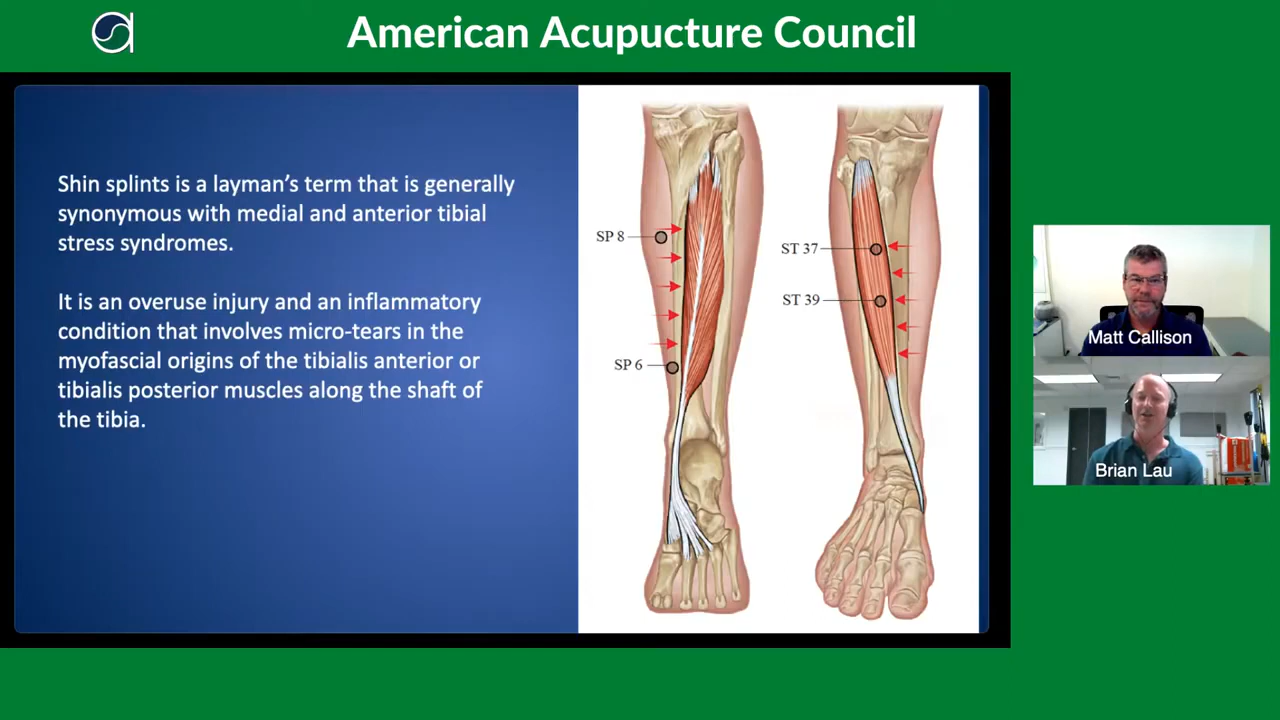 American Acupucture Council
Shin splints is a layman's term that is generally
synonymous with medial and anterior tibial
stress syndromes.
It is an overuse injury and an inflammatory
condition that involves micro-tears in the
myofascial origins of the tibialis anterior or
tibialis posterior muscles along the shaft of
the tibia.
SP 8
SP 6
ST 37
ST 39
Matt Callison
Brian Lau